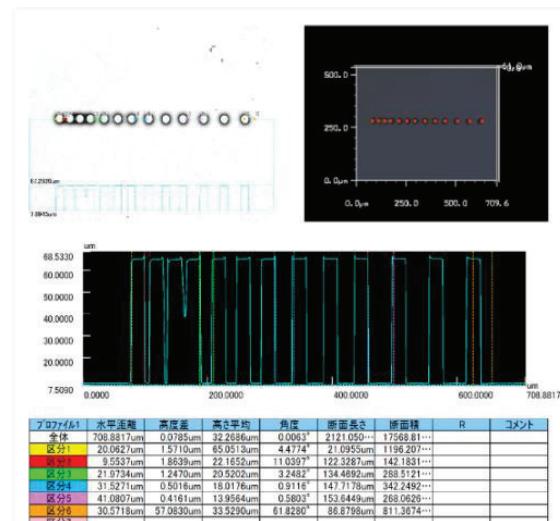 67.2920um
7.8945um
500.0
250.0
0.0μm
0.0μm 250.0 500.0 709.6
um
68.5330
60.0000
50.0000
40.0000
30.0000
20.0000
7.5090
0.0000 200.0000 400.0000 600.0000 708.8817
um
プロファイル1 水平距離 高度差 高さ平均 角度 断面長さ 断面積 R コメント
全体 708.8817um 0.0785um 32.2686um 0.0063° 2121.050… 17568.81…
区分1 20.0627um 1.5710um 65.0513um 4.4774° 21.0955um 1196.207…
区分2 9.5537um 1.8639um 22.1652um 11.0397° 122.3287um 142.1831…
区分3 21.9734um 1.2470um 20.5202um 3.2482° 134.4692um 288.5121…
区分4 31.5271um 0.5016um 18.0176um 0.9116° 147.7178um 342.2492…
区分5 41.0807um 0.4161um 13.9564um 0.5803° 153.6449um 268.0626…
区分6 30.5718um 57.0830um 33.5290um 61.8280° 86.8798um 811.3674…